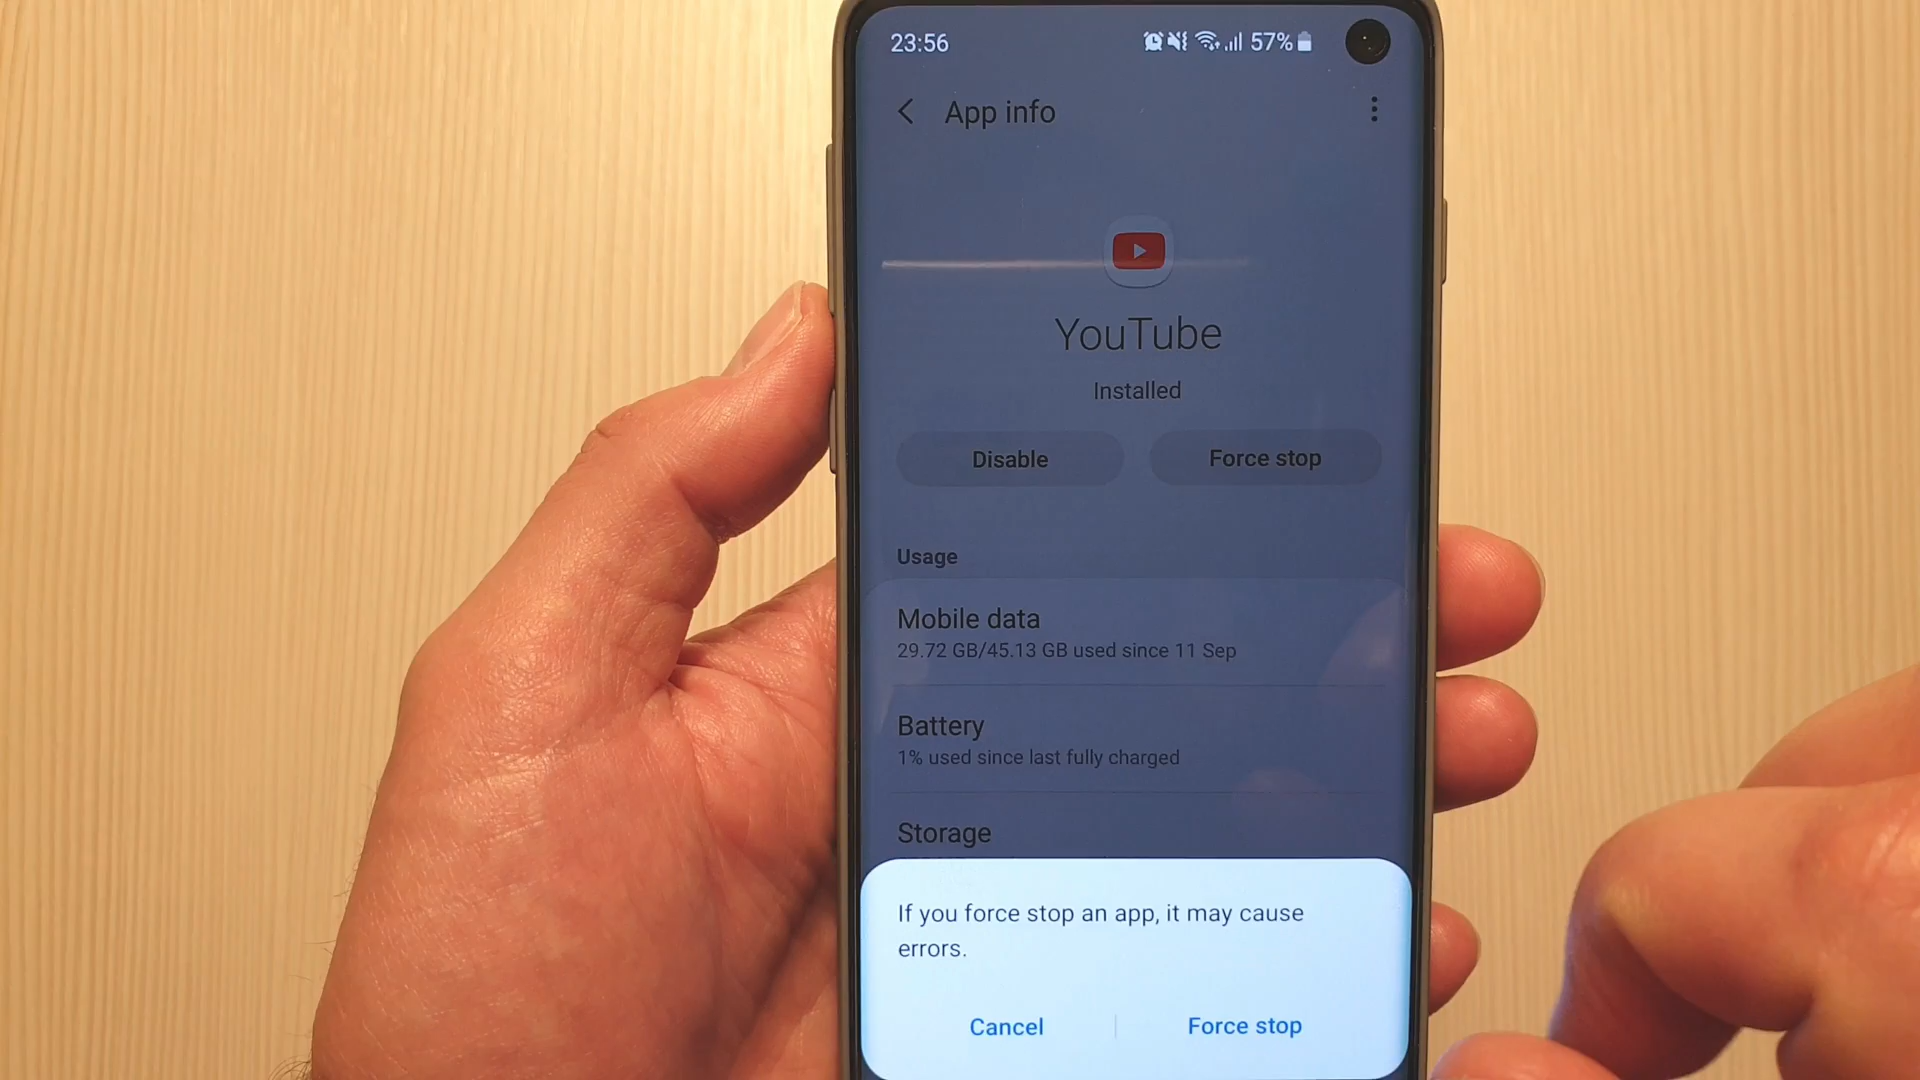 23:56
57%
App info
YouTube
Installed
Disable
Force stop
Usage
Mobile data
29.72 GB/45.13 GB used since 11 Sep
Battery
1% used since last fully charged
Storage
If you force stop an app, it may cause
errors.
Cancel
Force stop